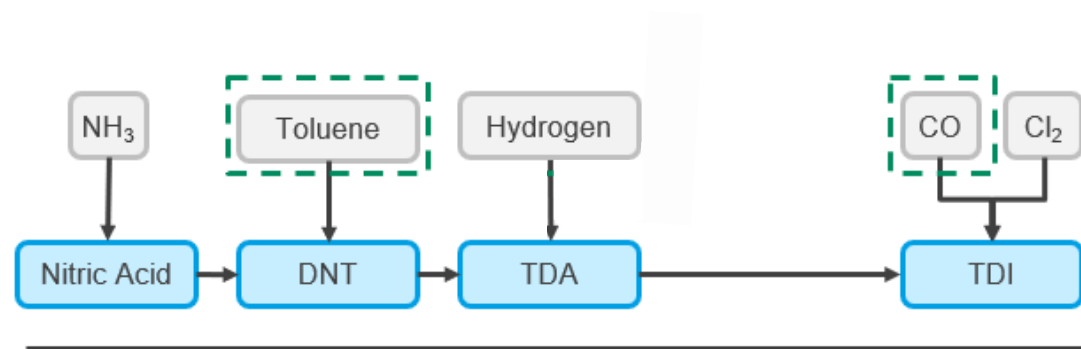 NH₃
Toluene
Hydrogen
CO
Cl₂
Nitric Acid
DNT
TDA
TDI